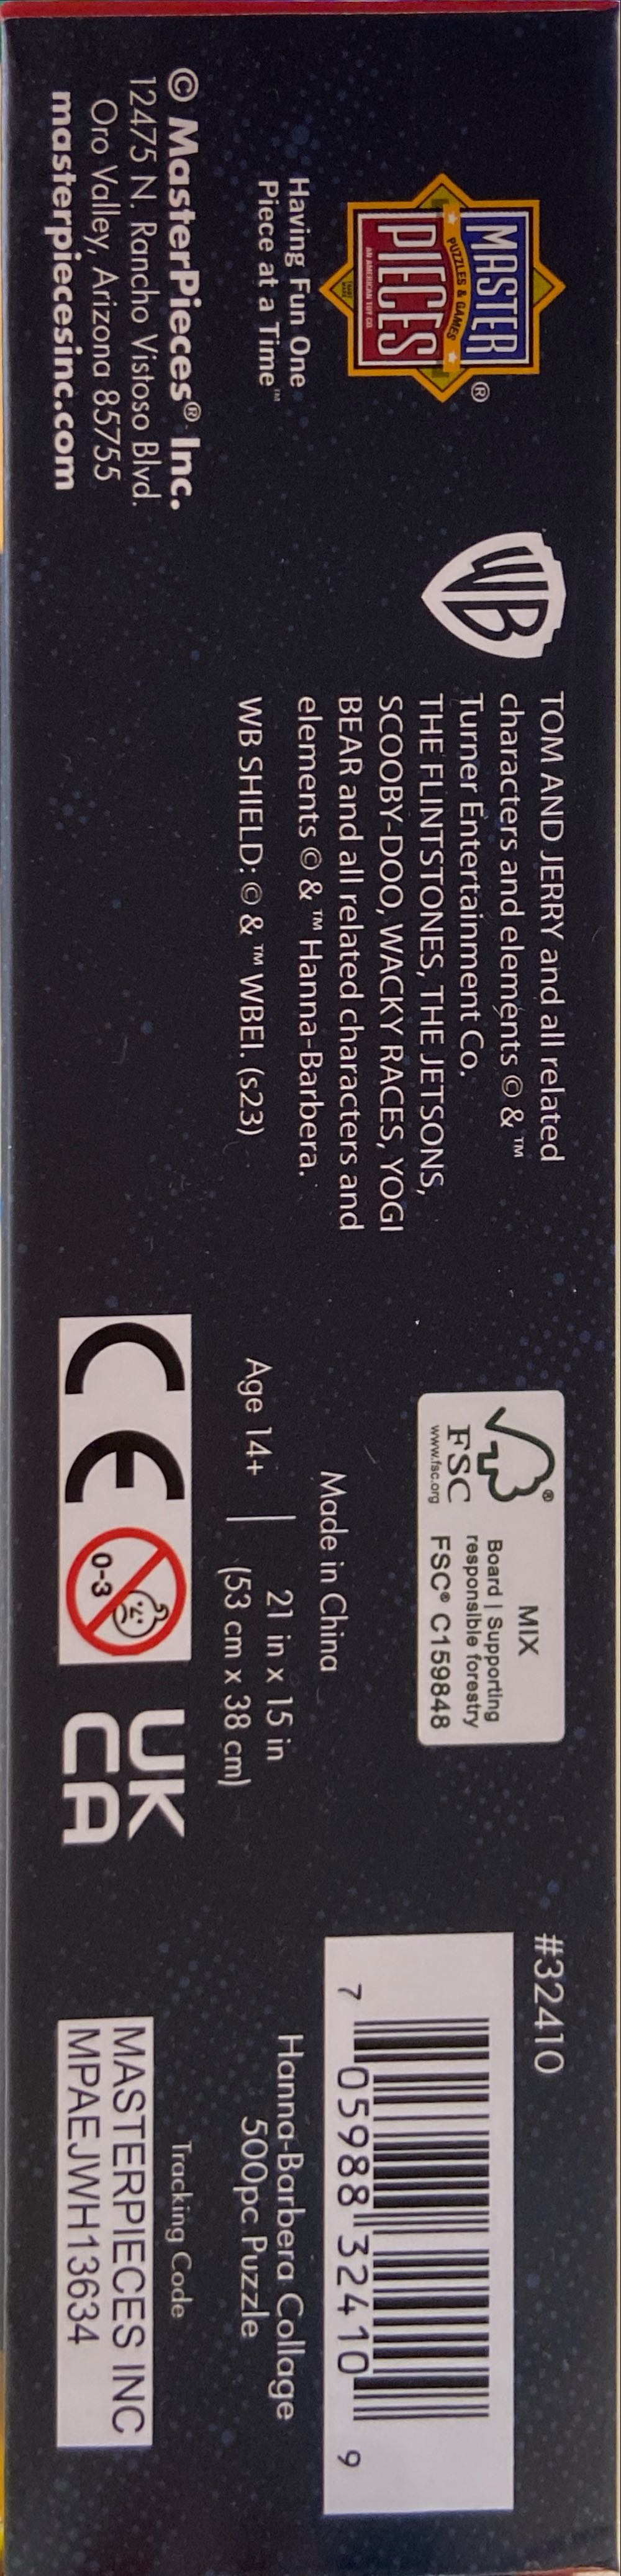 MASTER
PUZZLES & GAMES
PIECES
AN AMERICAN TOY CO.
®
Having Fun One
Piece at a Time™
© MasterPieces® Inc.
12475 N. Rancho Vistoso Blvd.
Oro Valley, Arizona 85755
masterpiecesinc.com
WB
TOM AND JERRY and all related
characters and elements © & ™
Turner Entertainment Co.
THE FLINTSTONES, THE JETSONS,
SCOOBY-DOO, WACKY RACES, YOGI
BEAR and all related characters and
elements © & ™ Hanna-Barbera.
WB SHIELD: © & ™ WBEI. (s23)
®
FSC
www.fsc.org
MIX
Board | Supporting
responsible forestry
FSC® C159848
Made in China
Age 14+ | 21 in x 15 in
(53 cm x 38 cm)
CE
0-3
UK
CA
#32410
7 05988 32410 9
Hanna-Barbera Collage
500pc Puzzle
Tracking Code
MASTERPIECES INC
MPAEJWH13634